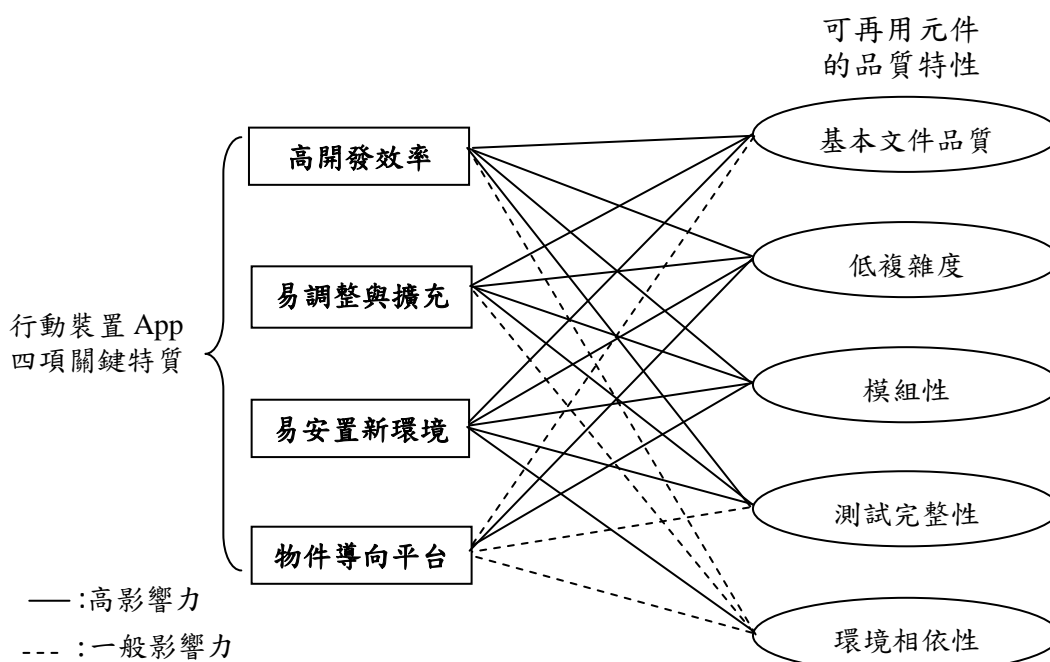 可再用元件
的品質特性
高開發效率
易調整與擴充
易安置新環境
物件導向平台
行動裝置 App
四項關鍵特質
基本文件品質
低複雜度
模組性
測試完整性
環境相依性
—:高影響力
--- :一般影響力